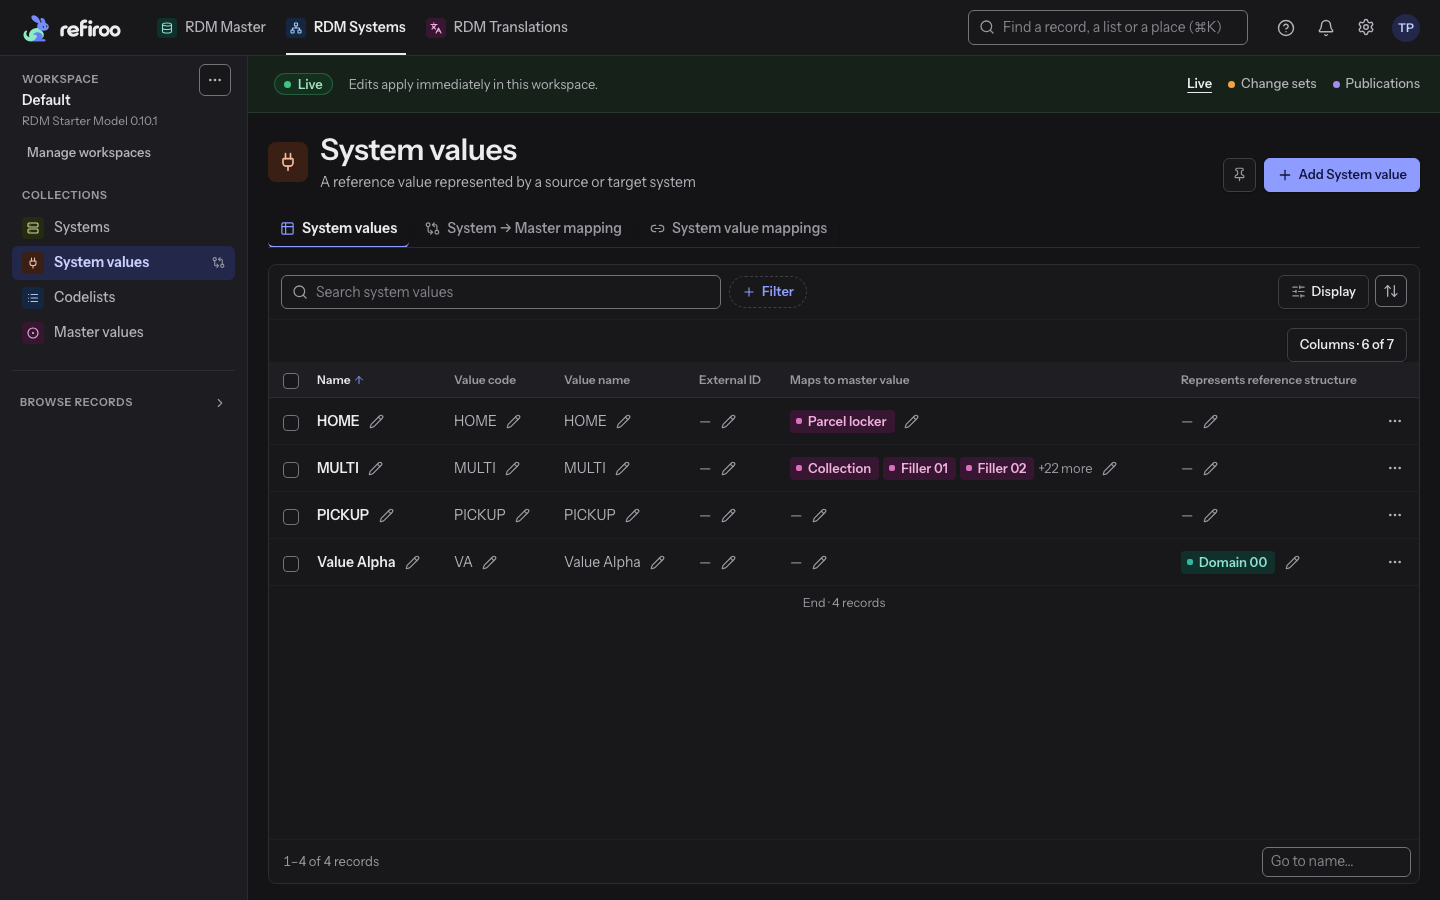 refiroo
RDM Master
RDM Systems
RDM Translations
Find a record, a list or a place (⌘K)
TP
WORKSPACE
Default
RDM Starter Model 0.10.1
Manage workspaces
COLLECTIONS
Systems
System values
Codelists
Master values
BROWSE RECORDS
Live
Edits apply immediately in this workspace.
Live
Change sets
Publications
System values
A reference value represented by a source or target system
Add System value
System values
System → Master mapping
System value mappings
Search system values
Filter
Display
Columns · 6 of 7
Name ↑ Value code Value name External ID Maps to master value Represents reference structure
HOME HOME HOME — Parcel locker —
MULTI MULTI MULTI — Collection Filler 01 Filler 02 +22 more —
PICKUP PICKUP PICKUP — — —
Value Alpha VA Value Alpha — — Domain 00
End · 4 records
1–4 of 4 records
Go to name...